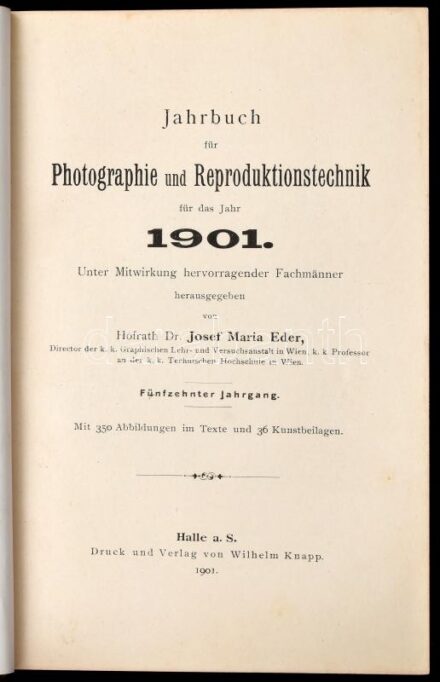 Jahrbuch
für
Photographie und Reproduktionstechnik
für das Jahr
1901.
Unter Mitwirkung hervorragender Fachmänner
herausgegeben
von
Hofrath Dr. Josef Maria Eder,
Director der k. k. Graphischen Lehr- und Versuchsanstalt in Wien, k. k. Professor
an der k. k. Technischen Hochschule in Wien.
Fünfzehnter Jahrgang.
Mit 350 Abbildungen im Texte und 36 Kunstbeilagen.
Halle a. S.
Druck und Verlag von Wilhelm Knapp.
1901.